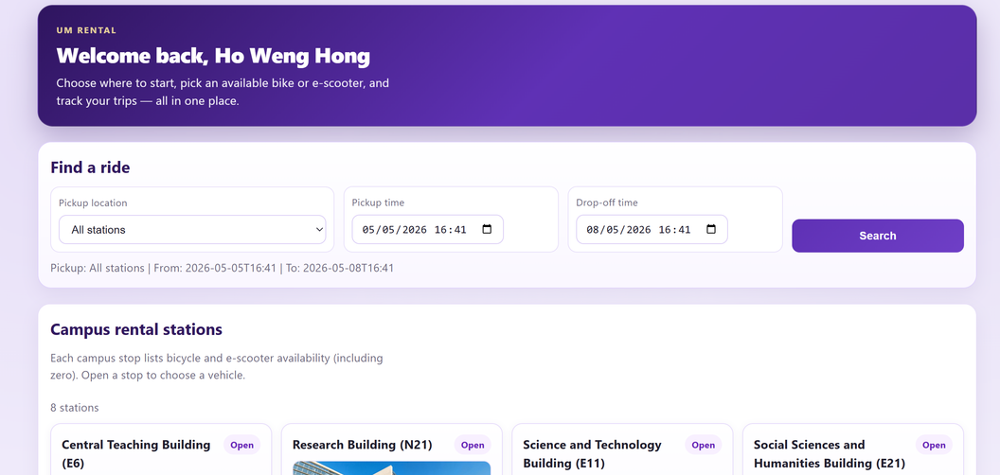 UM RENTAL
Welcome back, Ho Weng Hong
Choose where to start, pick an available bike or e-scooter, and
track your trips — all in one place.
Find a ride
Pickup location
All stations
Pickup time
05/05/2026 16:41
Drop-off time
08/05/2026 16:41
Search
Pickup: All stations | From: 2026-05-05T16:41 | To: 2026-05-08T16:41
Campus rental stations
Each campus stop lists bicycle and e-scooter availability (including
zero). Open a stop to choose a vehicle.
8 stations
Central Teaching Building
(E6)
Open
Research Building (N21)
Open
Science and Technology
Building (E11)
Open
Social Sciences and
Humanities Building (E21)
Open